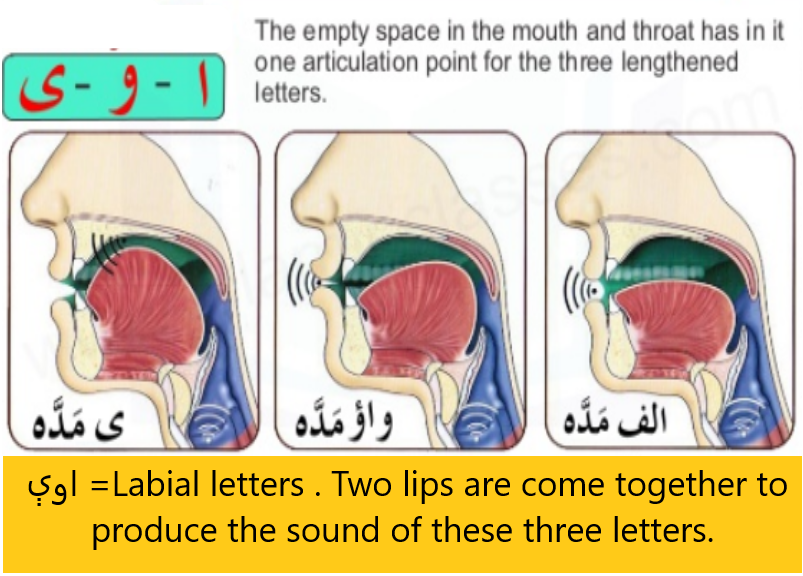 The empty space in the mouth and throat has in it
one articulation point for the three lengthened
letters.
ا - و - ى
ى مَدَّه
واؤ مَدَّه
الف مَدَّه
اوي =Labial letters . Two lips are come together to
produce the sound of these three letters.